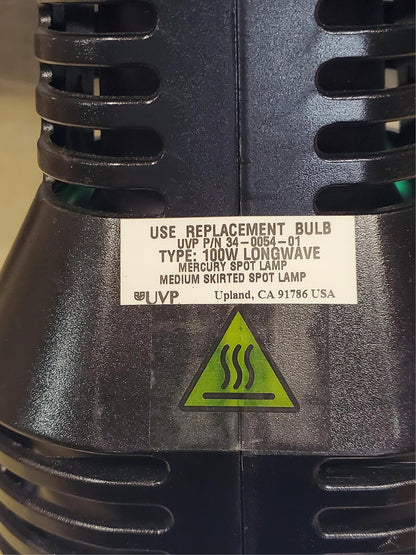 USE REPLACEMENT BULB
UVP P/N 34-0054-01
TYPE: 100W LONGWAVE
MERCURY SPOT LAMP
MEDIUM SKIRTED SPOT LAMP
UVP Upland, CA 91786 USA